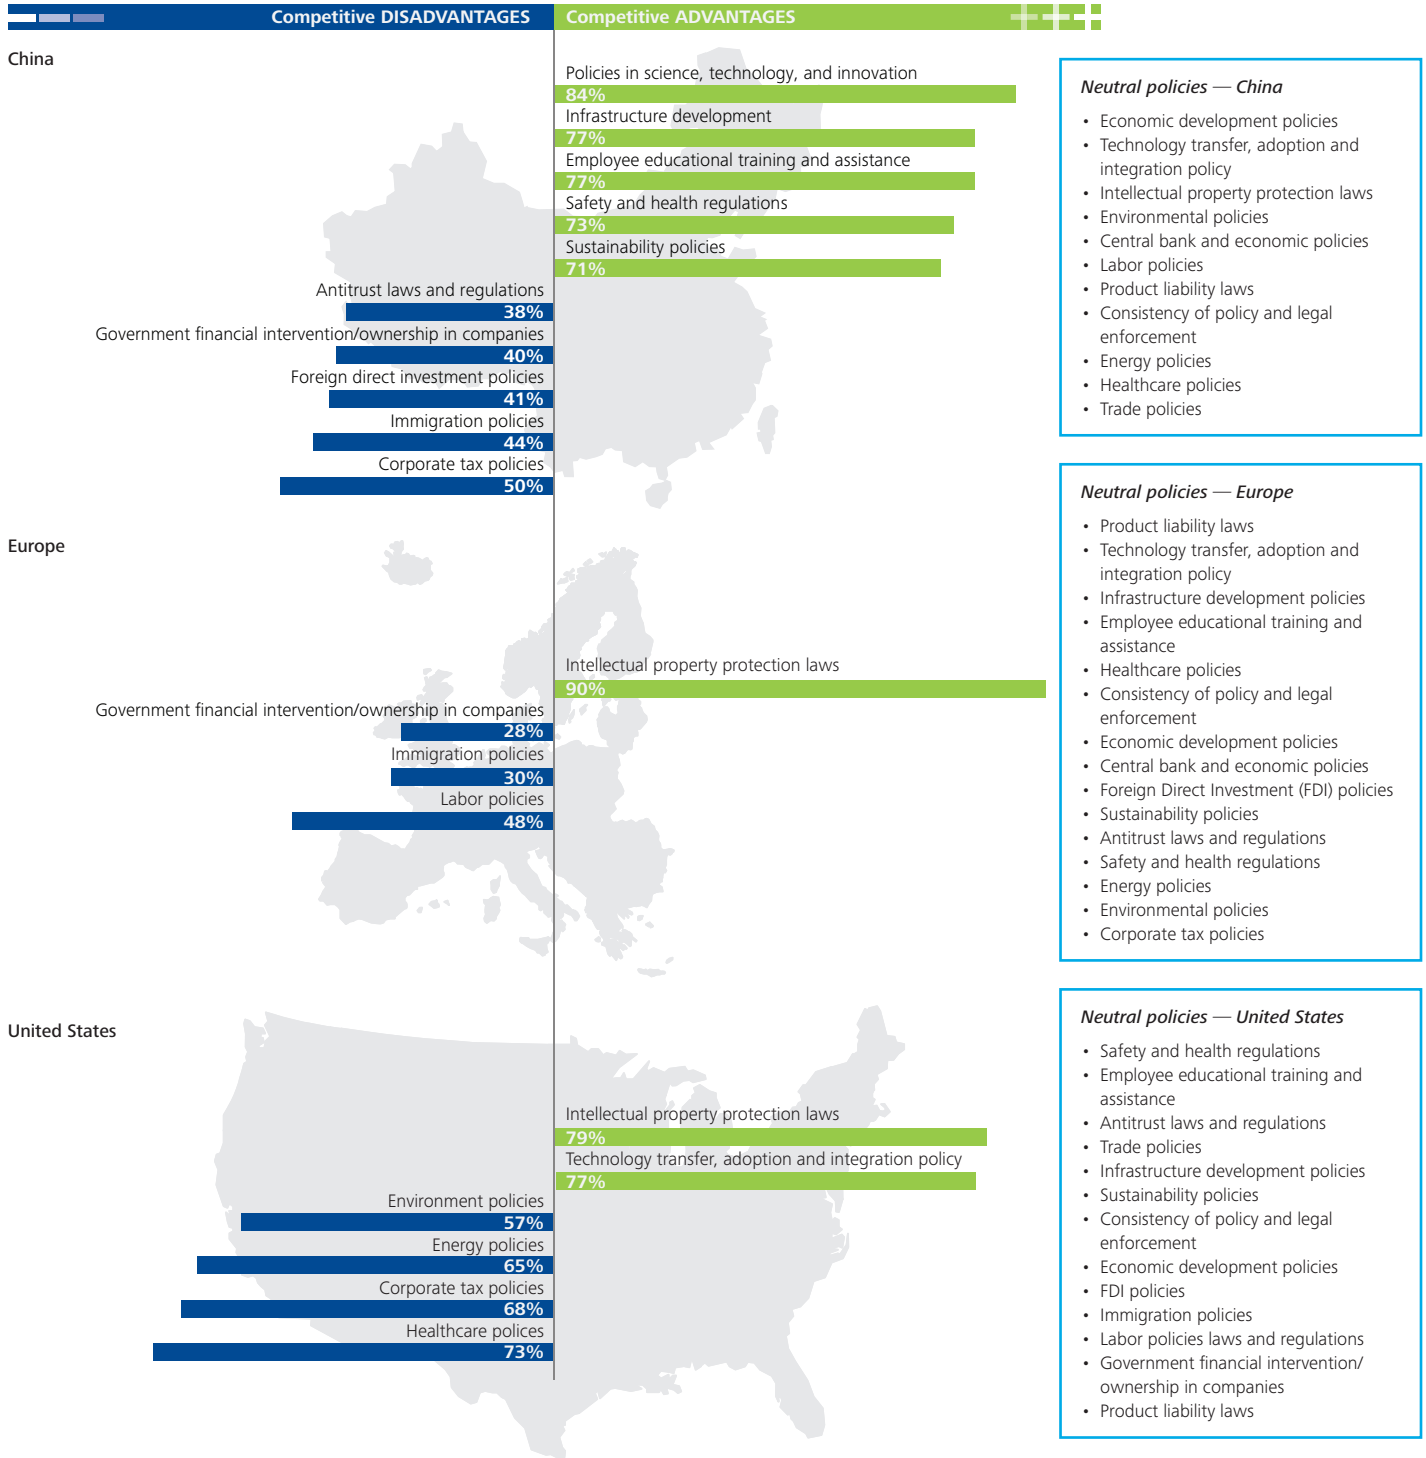 Competitive DISADVANTAGES
Competitive ADVANTAGES
China
Policies in science, technology, and innovation
84%
Infrastructure development
77%
Employee educational training and assistance
77%
Safety and health regulations
73%
Sustainability policies
71%
Antitrust laws and regulations
38%
Government financial intervention/ownership in companies
40%
Foreign direct investment policies
41%
Immigration policies
44%
Corporate tax policies
50%
Neutral policies — China
• Economic development policies
• Technology transfer, adoption and
integration policy
• Intellectual property protection laws
• Environmental policies
• Central bank and economic policies
• Labor policies
• Product liability laws
• Consistency of policy and legal
enforcement
• Energy policies
• Healthcare policies
• Trade policies
Europe
Intellectual property protection laws
90%
Government financial intervention/ownership in companies
28%
Immigration policies
30%
Labor policies
48%
Neutral policies — Europe
• Product liability laws
• Technology transfer, adoption and
integration policy
• Infrastructure development policies
• Employee educational training and
assistance
• Healthcare policies
• Consistency of policy and legal
enforcement
• Economic development policies
• Central bank and economic policies
• Foreign Direct Investment (FDI) policies
• Sustainability policies
• Antitrust laws and regulations
• Safety and health regulations
• Energy policies
• Environmental policies
• Corporate tax policies
United States
Intellectual property protection laws
79%
Technology transfer, adoption and integration policy
77%
Environment policies
57%
Energy policies
65%
Corporate tax policies
68%
Healthcare polices
73%
Neutral policies — United States
• Safety and health regulations
• Employee educational training and
assistance
• Antitrust laws and regulations
• Trade policies
• Infrastructure development policies
• Sustainability policies
• Consistency of policy and legal
enforcement
• Economic development policies
• FDI policies
• Immigration policies
• Labor policies laws and regulations
• Government financial intervention/
ownership in companies
• Product liability laws